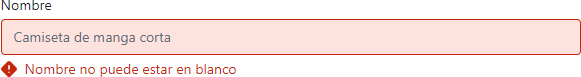 Nombre
Camiseta de manga corta
Nombre no puede estar en blanco